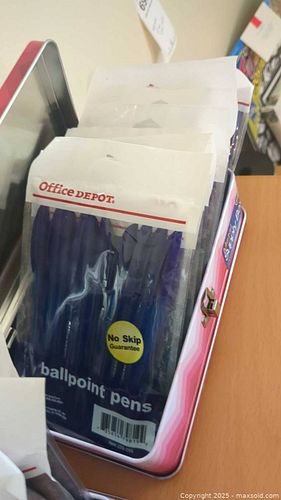 Office DEPOT.
No Skip
Guarantee
ballpoint pens
Copyright © 2025 - maxsold.com